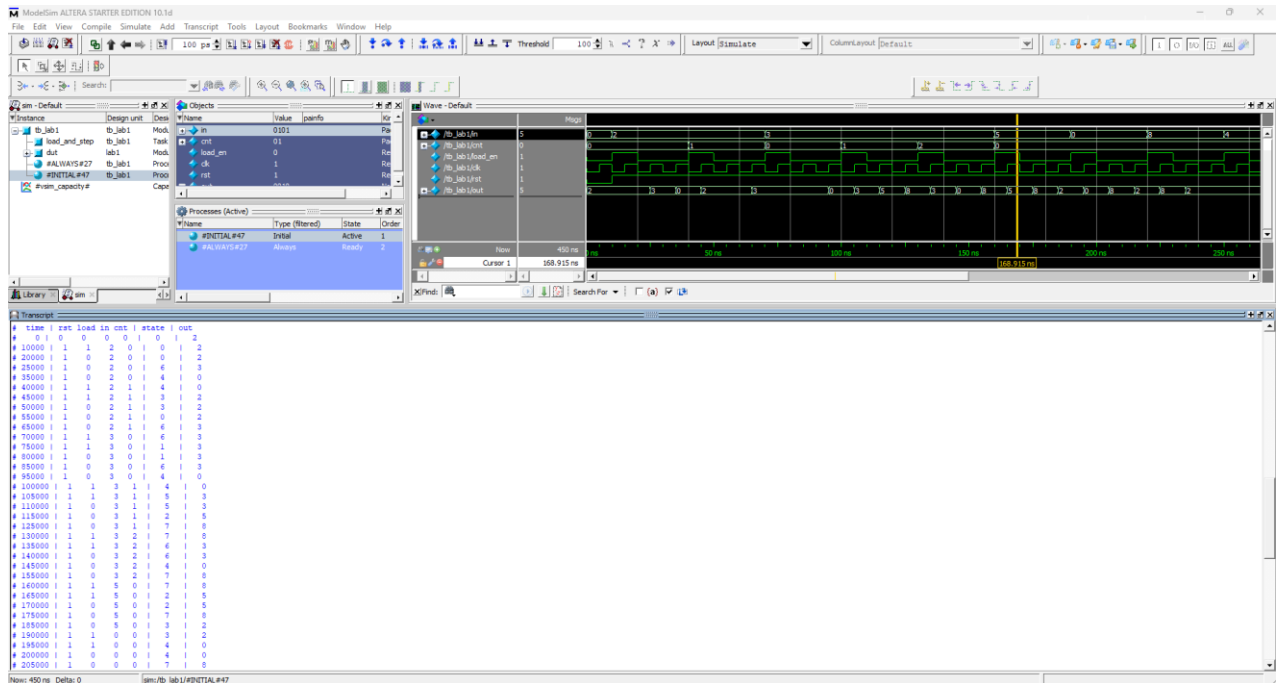 ModelSim ALTERA STARTER EDITION 10.1d
File Edit View Compile Simulate Add Transcript Tools Layout Bookmarks Window Help
100 ps
Threshold 100
Layout Simulate
ColumnLayout Default
Search:
sim - Default
Instance Design unit
tb_lab1 tb_lab1
load_and_step tb_lab1 Task
dut lab1
#ALWAYS#27 tb_lab1
#INITIAL#47 tb_lab1
#vsim_capacity#
Library
sim
Objects
Name Value
in 0101
cnt 01
load_en 0
clk 1
rst 1
Processes (Active)
Name Type (filtered) State Order
#INITIAL#47 Initial Active 1
#ALWAYS#27 Always Ready 2
Wave - Default
Msgs
/tb_lab1/in 5
/tb_lab1/cnt 0
/tb_lab1/load_en 1
/tb_lab1/clk 1
/tb_lab1/rst 1
/tb_lab1/out 5
Now 450 ns
Cursor 1 168.915 ns
50 ns 100 ns 150 ns 200 ns 250 ns
168.915 ns
Find:
Search For
Transcript
# time | rst load in cnt | state | out
# 0 | 0 0 0 0 | 0 | 2
# 10000 | 1 1 2 0 | 0 | 2
# 20000 | 1 0 2 0 | 0 | 2
# 25000 | 1 0 2 0 | 6 | 3
# 35000 | 1 0 2 0 | 4 | 0
# 40000 | 1 1 2 1 | 4 | 0
# 45000 | 1 1 2 1 | 3 | 2
# 50000 | 1 0 2 1 | 3 | 2
# 55000 | 1 0 2 1 | 0 | 2
# 65000 | 1 0 2 1 | 6 | 3
# 70000 | 1 1 3 0 | 6 | 3
# 75000 | 1 1 3 0 | 1 | 3
# 80000 | 1 0 3 0 | 1 | 3
# 85000 | 1 0 3 0 | 6 | 3
# 95000 | 1 0 3 0 | 4 | 0
# 100000 | 1 1 3 1 | 4 | 0
# 105000 | 1 1 3 1 | 5 | 3
# 110000 | 1 0 3 1 | 5 | 3
# 115000 | 1 0 3 1 | 2 | 5
# 125000 | 1 0 3 1 | 7 | 8
# 130000 | 1 1 3 2 | 7 | 8
# 135000 | 1 1 3 2 | 6 | 3
# 140000 | 1 0 3 2 | 6 | 3
# 145000 | 1 0 3 2 | 4 | 0
# 155000 | 1 0 3 2 | 7 | 8
# 160000 | 1 1 5 0 | 7 | 8
# 165000 | 1 1 5 0 | 2 | 5
# 170000 | 1 0 5 0 | 2 | 5
# 175000 | 1 0 5 0 | 7 | 8
# 185000 | 1 0 5 0 | 3 | 2
# 190000 | 1 1 0 0 | 3 | 2
# 195000 | 1 1 0 0 | 4 | 0
# 200000 | 1 0 0 0 | 4 | 0
# 205000 | 1 0 0 0 | 7 | 8
Now: 450 ns Delta: 0
sim:/tb_lab1/#INITIAL#47